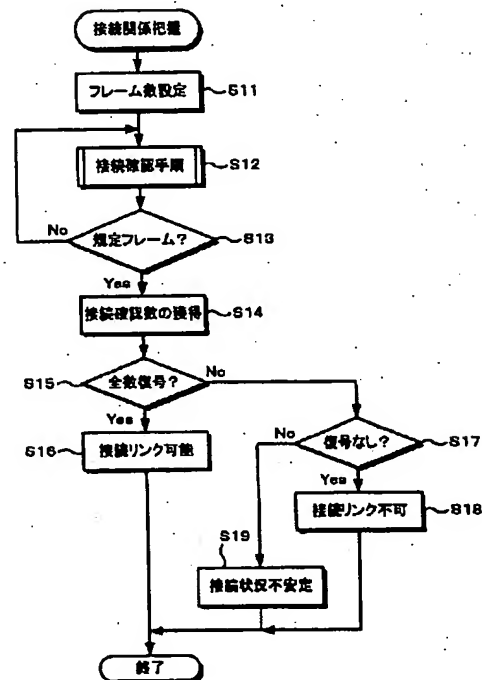 接続関係把握
フレーム数設定
S11
接続確認手順
S12
規定フレーム?
S13
No
Yes
接続確認数の獲得
S14
S15
全数復号?
No
Yes
S16
接続リンク可能
復号なし?
S17
No
Yes
接続リンク不可
S18
S19
接続状況不安定
終了